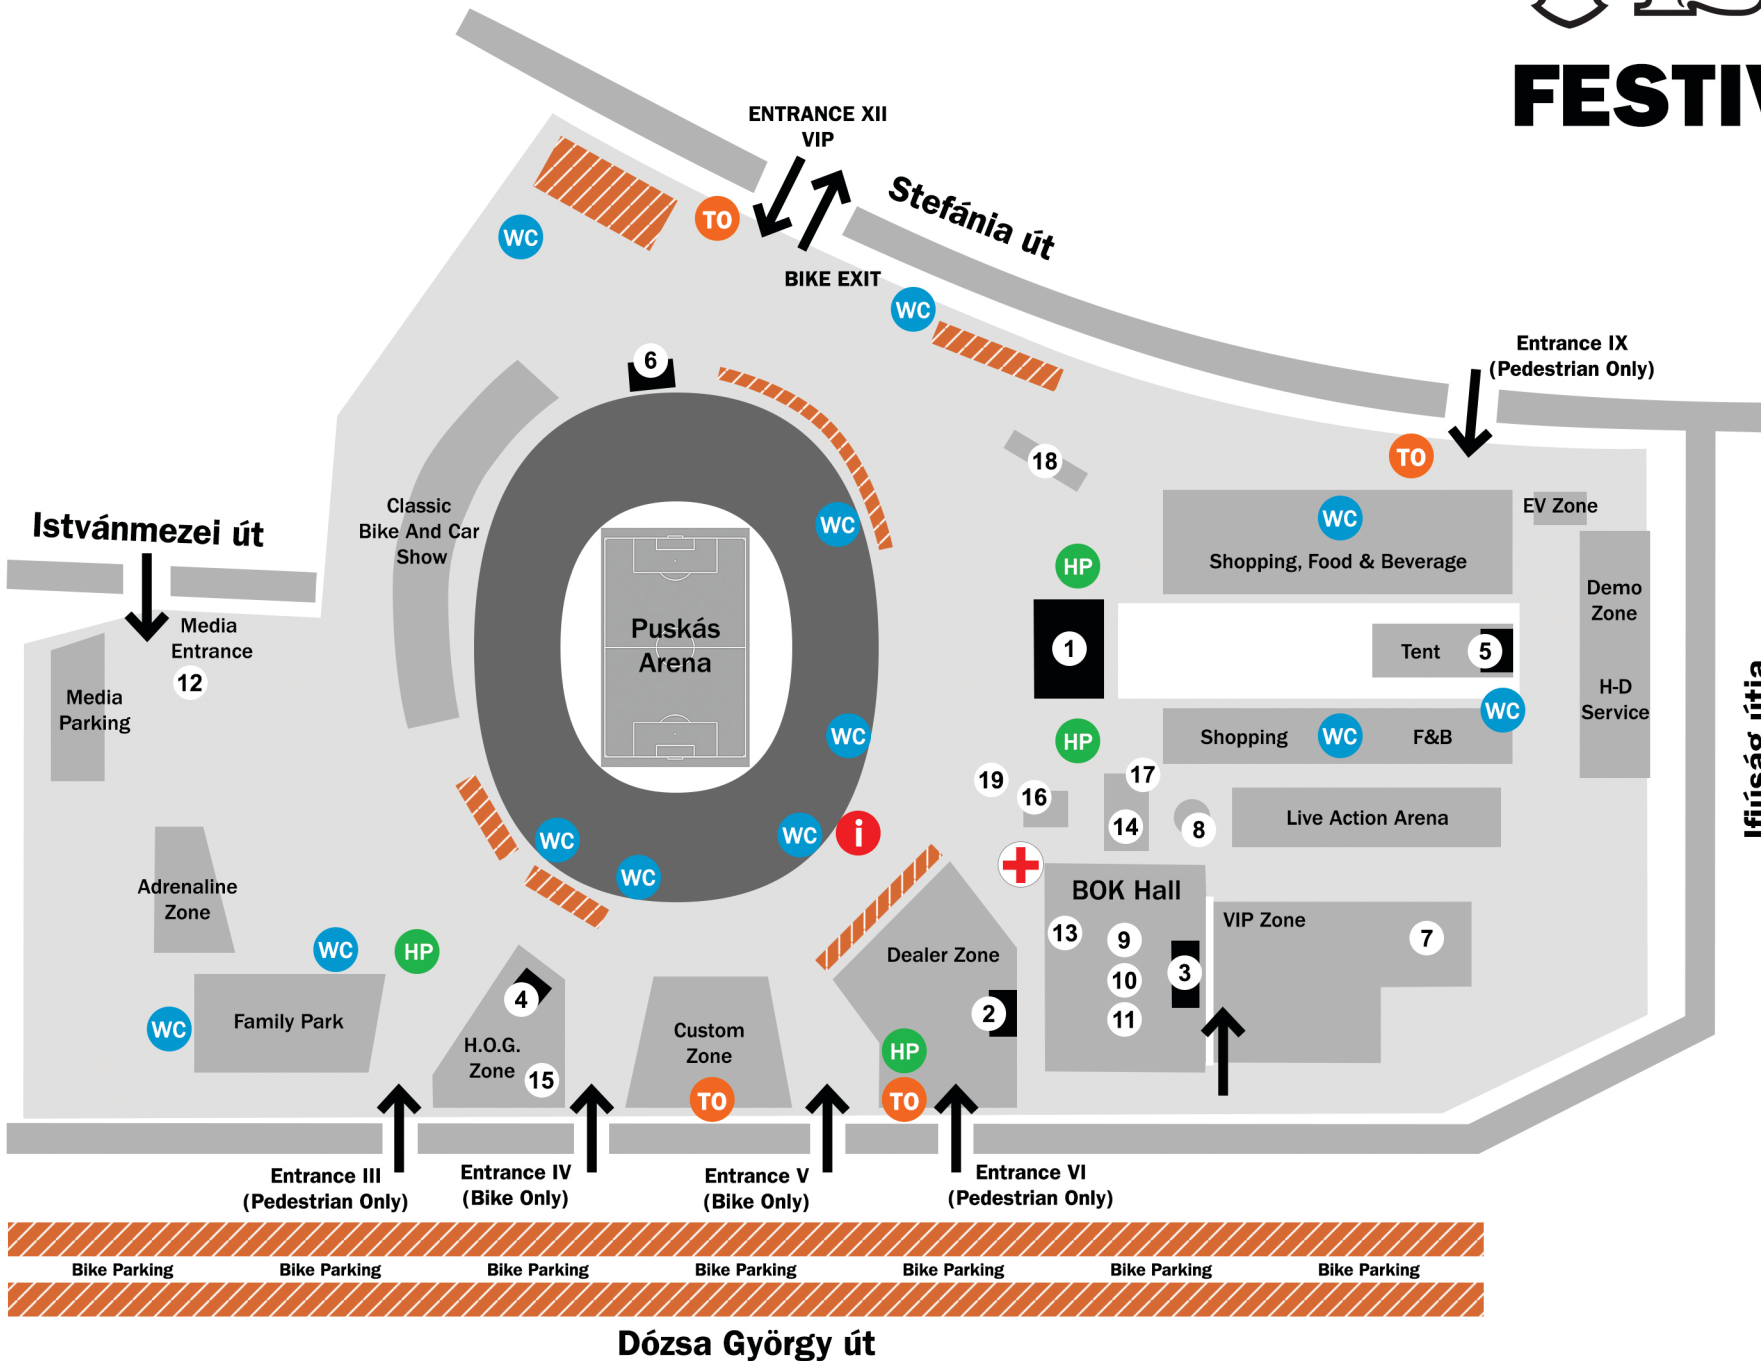 FESTIV
ENTRANCE XII
VIP
Stefánia út
TO
WC
BIKE EXIT
WC
Entrance IX
(Pedestrian Only)
6
18
TO
Classic
Bike And Car
Show
WC
WC
EV Zone
Shopping, Food & Beverage
Istvánmezei út
HP
Demo
Zone
Media
Entrance
12
Puskás
Arena
1
Tent
5
Media
Parking
H-D
Service
WC
WC
HP
Shopping
WC
F&B
Ifjúság útja
19
16
17
14
8
Live Action Arena
WC
WC
i
WC
Adrenaline
Zone
BOK Hall
VIP Zone
13
9
7
WC
HP
Dealer Zone
10
3
4
2
11
WC
Family Park
H.O.G.
Zone
15
Custom
Zone
HP
TO
TO
Entrance III
(Pedestrian Only)
Entrance IV
(Bike Only)
Entrance V
(Bike Only)
Entrance VI
(Pedestrian Only)
Bike Parking Bike Parking Bike Parking Bike Parking Bike Parking Bike Parking Bike Parking
Dózsa György út